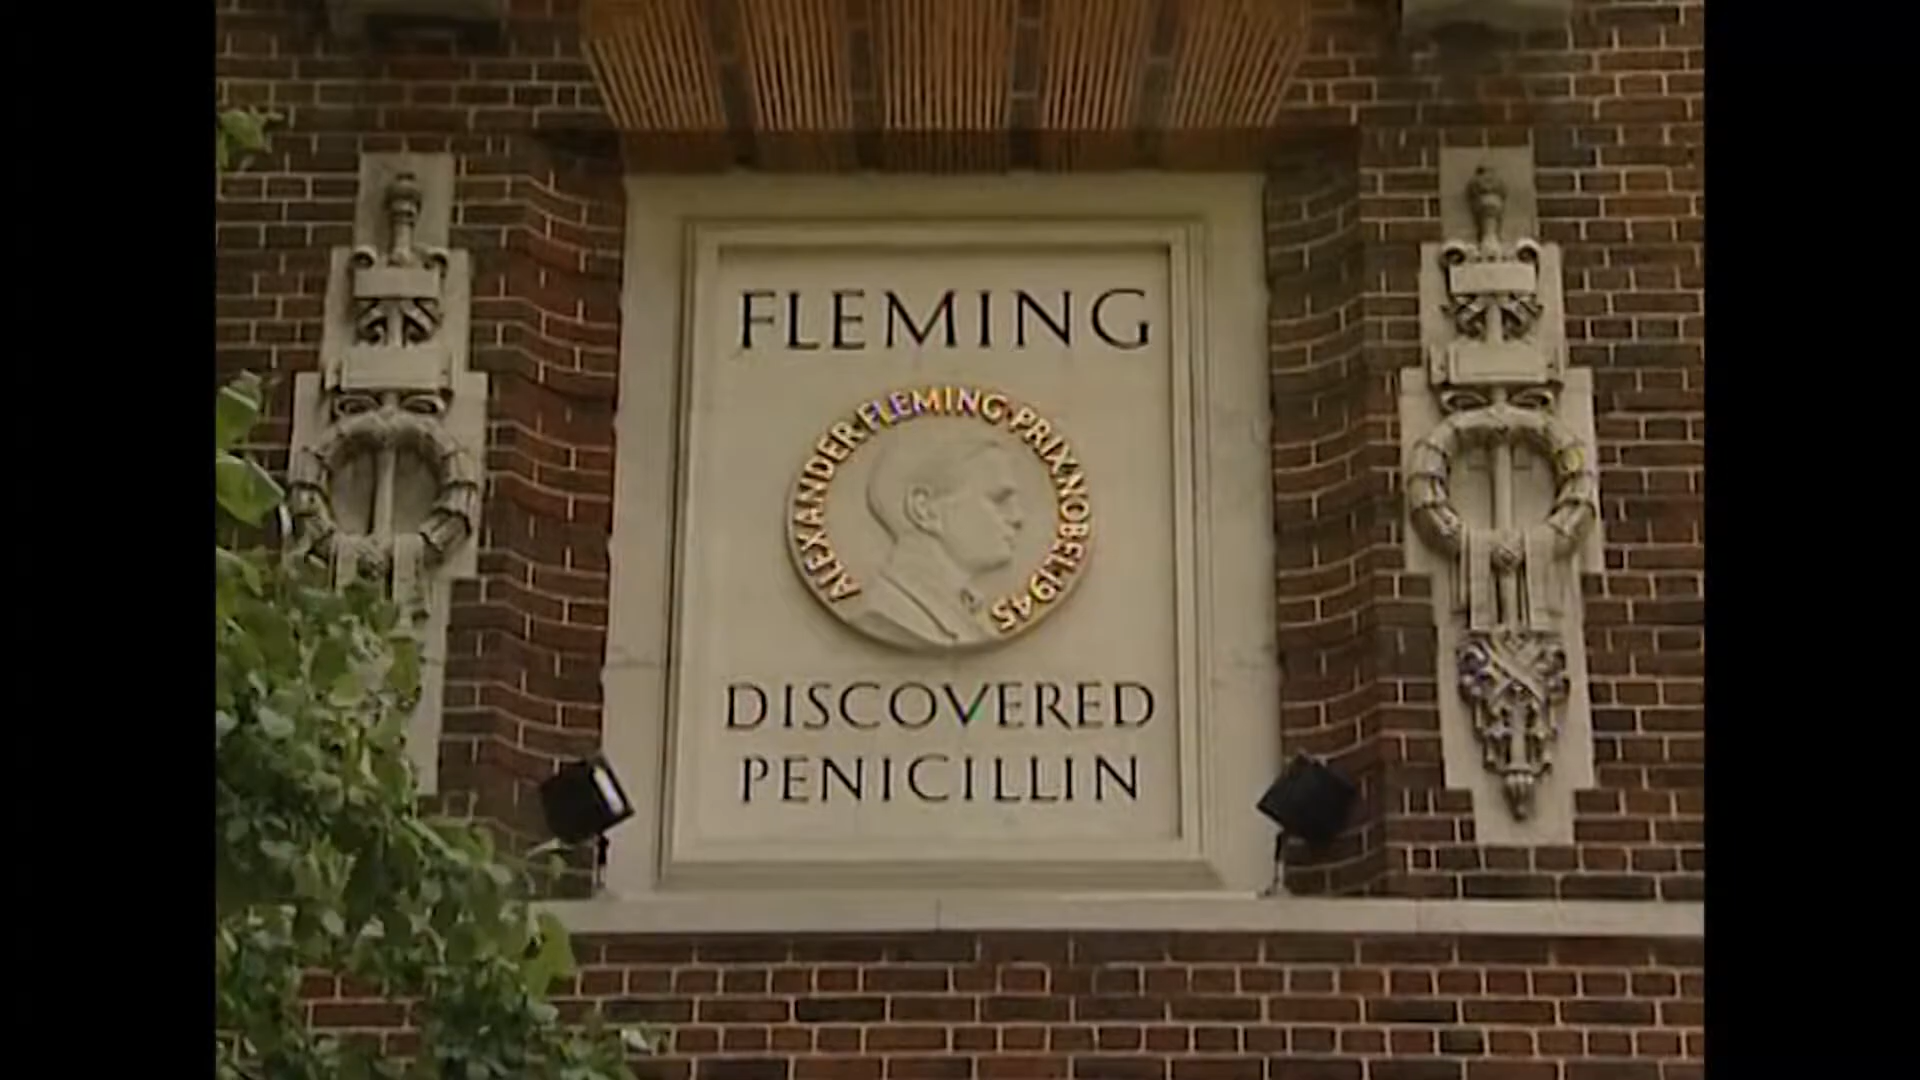 FLEMING
ALEXANDER FLEMING PRIX NOBEL 1945
DISCOVERED
PENICILLIN